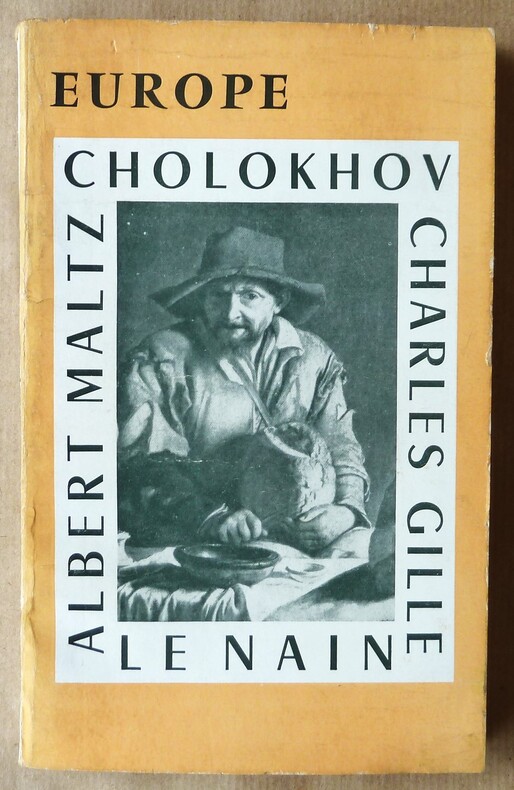 EUROPE
CHOLOKHOV
ALBERT MALTZ
CHARLES GILLE
LE NAIN